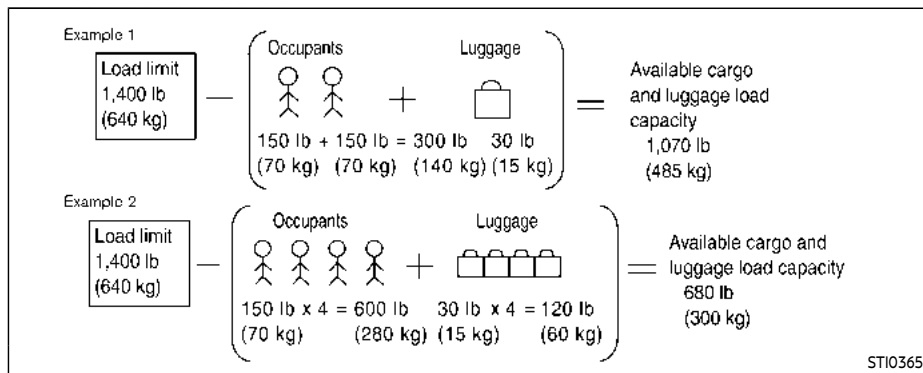 Example 1
Occupants Luggage
Load limit
1,400 lb
(640 kg)
— + =
Available cargo
and luggage load
capacity
1,070 lb
(485 kg)
150 lb + 150 lb = 300 lb 30 lb
(70 kg) (70 kg) (140 kg) (15 kg)
Example 2
Occupants Luggage
Load limit
1,400 lb
(640 kg)
— + =
Available cargo and
luggage load capacity
680 lb
(300 kg)
150 lb x 4 = 600 lb 30 lb x 4 = 120 lb
(70 kg) (280 kg) (15 kg) (60 kg)
STI0365